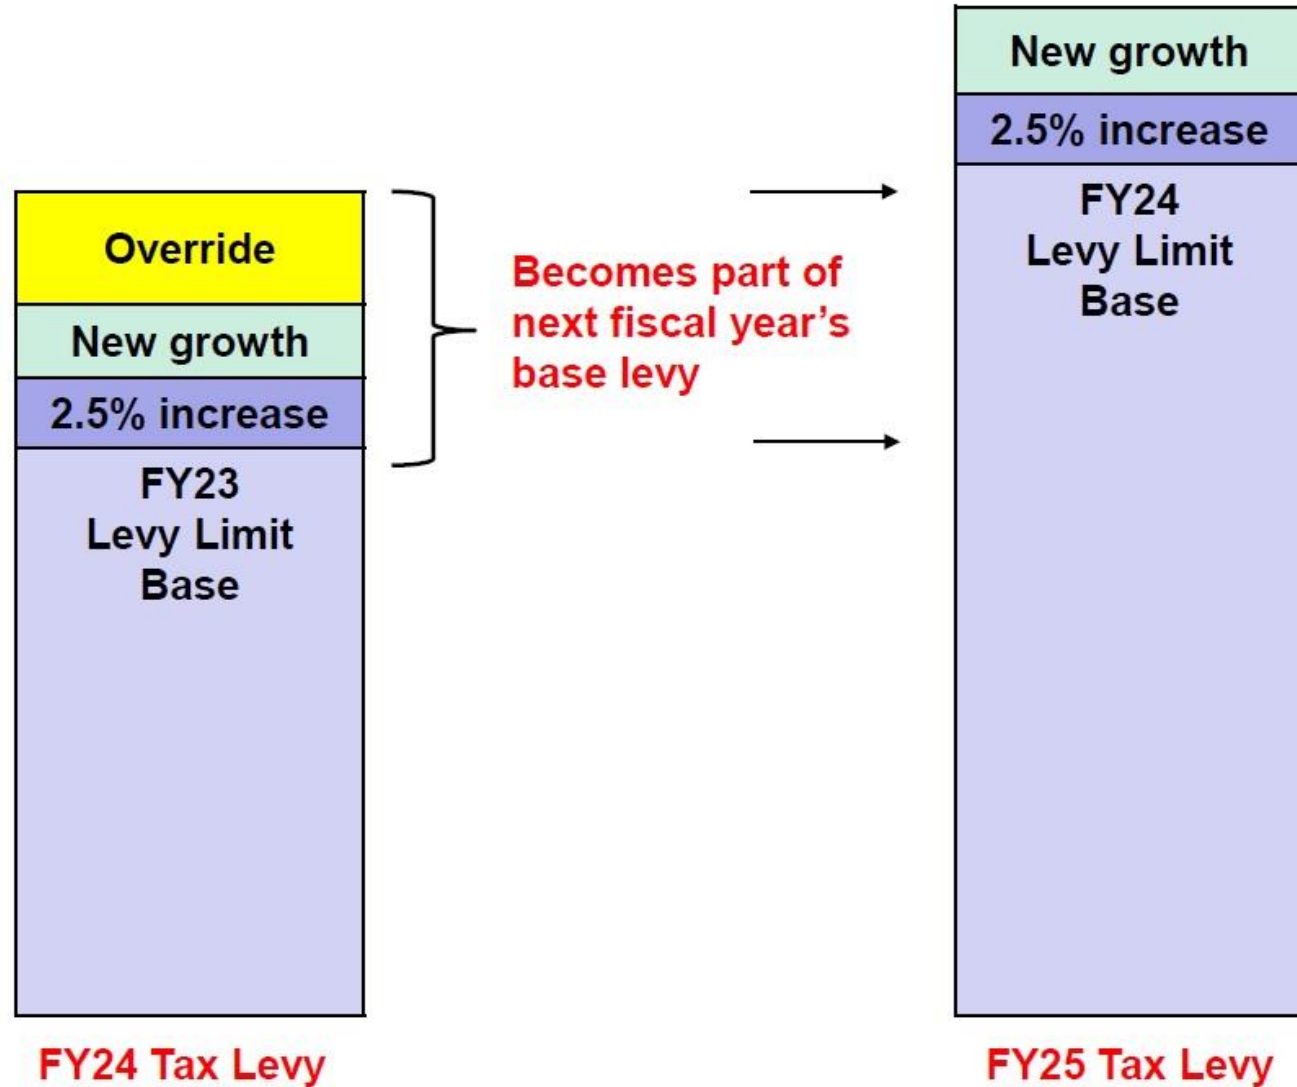 Override
New growth
2.5% increase
FY23
Levy Limit
Base
FY24 Tax Levy
Becomes part of
next fiscal year's
base levy
New growth
2.5% increase
FY24
Levy Limit
Base
FY25 Tax Levy